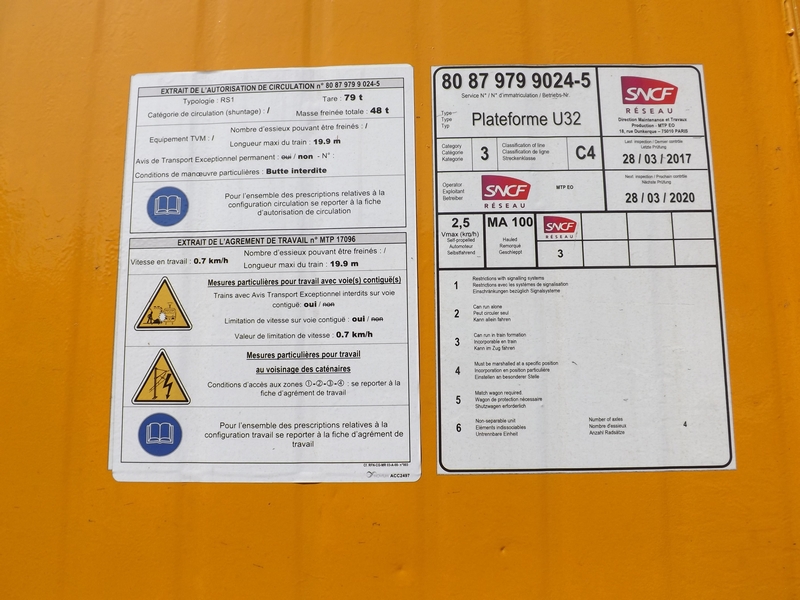 EXTRAIT DE L'AUTORISATION DE CIRCULATION n° 80 87 979 9 024-5
Typologie : RS1
Tare : 79 t
Catégorie de circulation (shuntage) : /
Masse freinée totale : 48 t
Equipement TVM : /
Nombre d'essieux pouvant être freinés : /
Longueur maxi du train : 19.9 m
Avis de Transport Exceptionnel permanent : oui / non - N° :
Conditions de manœuvre particulières : Butte interdite
Pour l'ensemble des prescriptions relatives à la
configuration circulation se reporter à la fiche
d'autorisation de circulation
EXTRAIT DE L'AGREMENT DE TRAVAIL n° MTP 17096
Vitesse en travail : 0.7 km/h
Nombre d'essieux pouvant être freinés : /
Longueur maxi du train : 19.9 m
Mesures particulières pour travail avec voie(s) contiguë(s)
Trains avec Avis Transport Exceptionnel interdits sur voie
contiguë: oui / non
Limitation de vitesse sur voie contiguë : oui / non
Valeur de limitation de vitesse : 0.7 km/h
Mesures particulières pour travail
au voisinage des caténaires
Conditions d'accès aux zones ①-②-③-④ : se reporter à la
fiche d'agrément de travail
Pour l'ensemble des prescriptions relatives à la
configuration travail se reporter à la fiche d'agrément de
travail
ACC2497
80 87 979 9024-5
Service N° / N° d'immatriculation / Betriebs-Nr.
Type
Type
Typ
Plateforme U32
SNCF
RÉSEAU
Direction Maintenance et Travaux
Production - MTP EO
18, rue Dunkerque - 75010 PARIS
Category
Catégorie
Kategorie
3
Classification of line
Classification de ligne
Streckenklasse
C4
Last inspection / Dernier contrôle
Letzte Prüfung
28 / 03 / 2017
Operator
Exploitant
Betreiber
SNCF
RÉSEAU
MTP EO
Next inspection / Prochain contrôle
Nächste Prüfung
28 / 03 / 2020
2,5
Vmax (km/h)
Self-propelled
Automoteur
Selbstfahrend
MA 100
Hauled
Remorqué
Geschleppt
SNCF
RÉSEAU
3
1
Restrictions with signalling systems
Restrictions avec les systèmes de signalisation
Einschränkungen bezüglich Signalsysteme
2
Can run alone
Peut circuler seul
Kann allein fahren
3
Can run in train formation
Incorporable en train
Kann im Zug fahren
4
Must be marshalled at a specific position
Incorporation en position particulière
Einstellen an besonderer Stelle
5
Match wagon required
Wagon de protection nécessaire
Shutzwagen erforderlich
6
Non-separable unit
Eléments indissociables
Untrennbare Einheit
Number of axles
Nombre d'essieux
Anzahl Radsätze
4